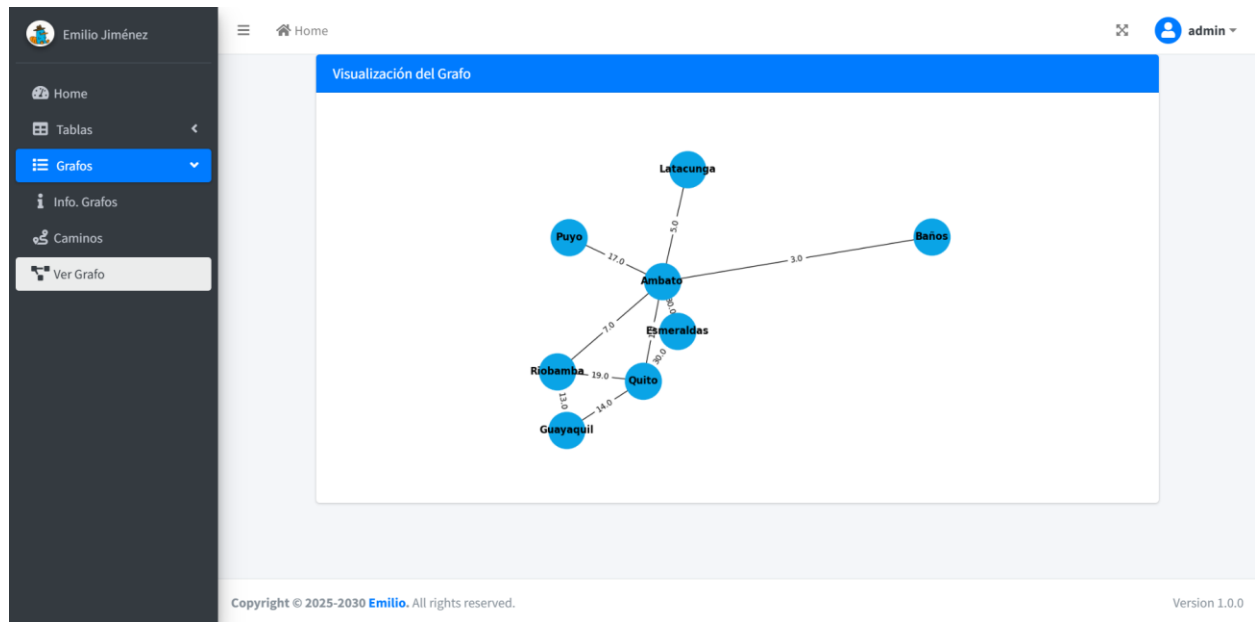 Emilio Jiménez
Home
admin
Visualización del Grafo
Home
Tablas
Grafos
Info. Grafos
Caminos
Ver Grafo
Latacunga
5.0
Puyo
Baños
17.0
3.0
Ambato
7.0
Esmeraldas
30.0
Riobamba
19.0
Quito
13.0
14.0
Guayaquil
Copyright © 2025-2030 Emilio. All rights reserved.
Version 1.0.0